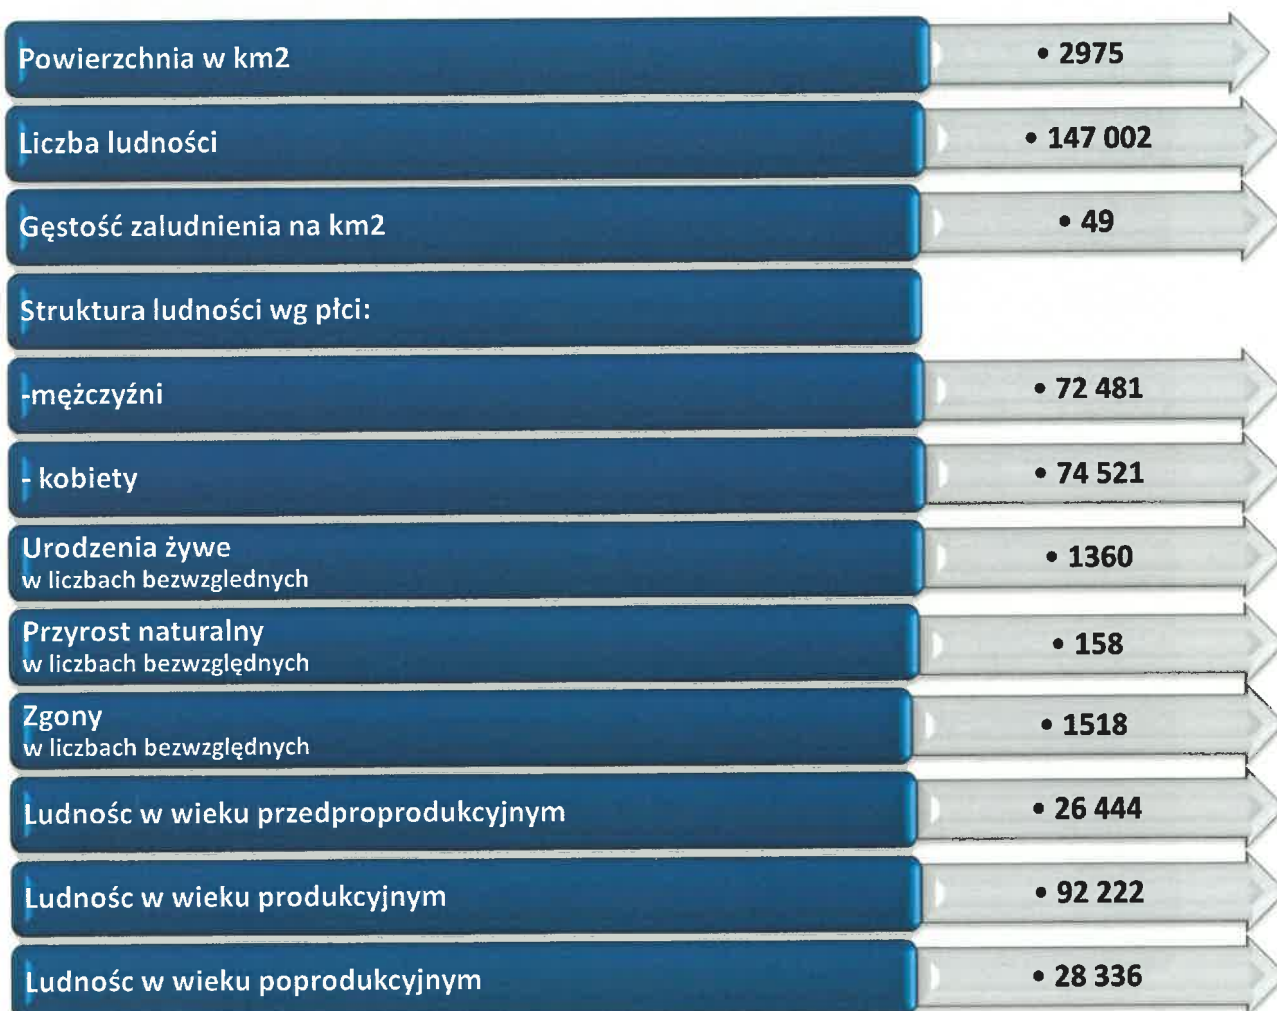 Powierzchnia w km2
• 2975
Liczba ludności
• 147 002
Gęstość zaludnienia na km2
• 49
Struktura ludności wg płci:
-mężczyźni
• 72 481
- kobiety
• 74 521
Urodzenia żywe
w liczbach bezwzglednych
• 1360
Przyrost naturalny
w liczbach bezwzględnych
• 158
Zgony
w liczbach bezwzględnych
• 1518
Ludnośc w wieku przedproprodukcyjnym
• 26 444
Ludnośc w wieku produkcyjnym
• 92 222
Ludnośc w wieku poprodukcyjnym
• 28 336